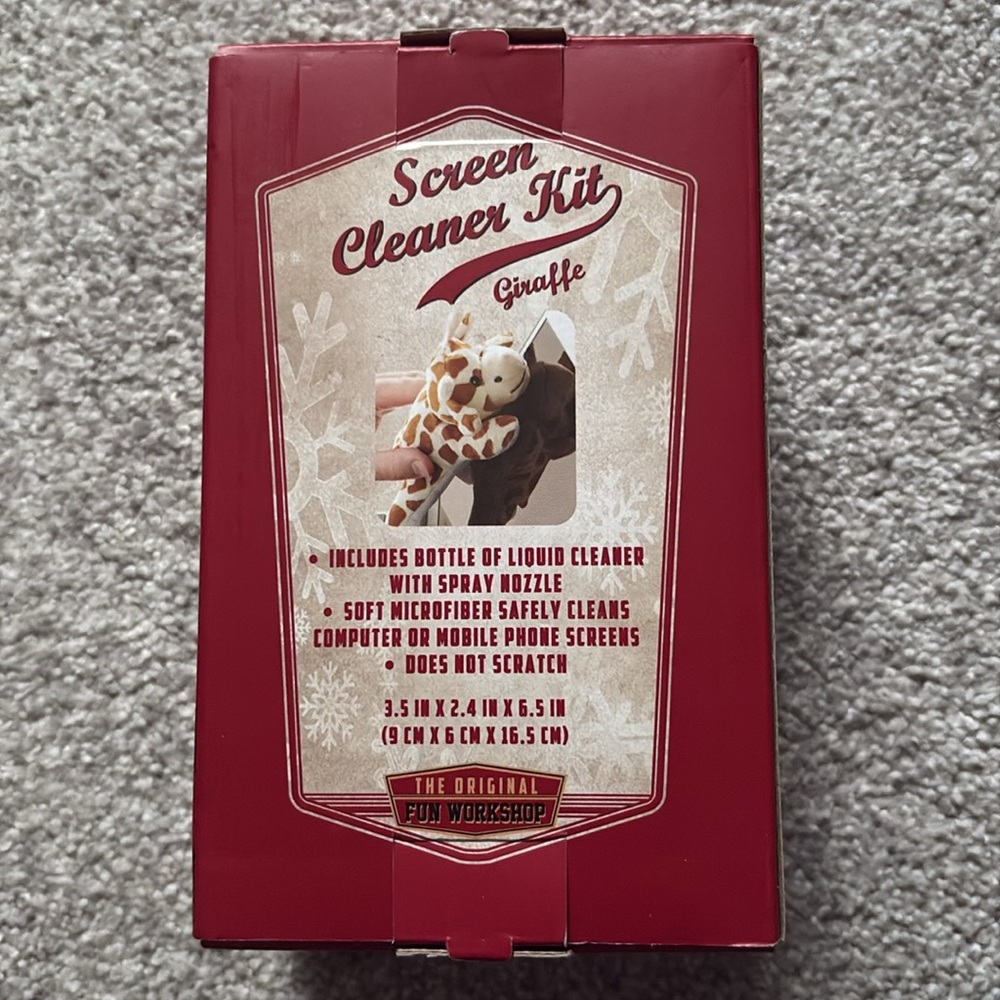 Screen
Cleaner Kit
Giraffe
• INCLUDES BOTTLE OF LIQUID CLEANER
WITH SPRAY NOZZLE
• SOFT MICROFIBER SAFELY CLEANS
COMPUTER OR MOBILE PHONE SCREENS
• DOES NOT SCRATCH
3.5 IN X 2.4 IN X 6.5 IN
(9 CM X 6 CM X 16.5 CM)
THE ORIGINAL
FUN WORKSHOP